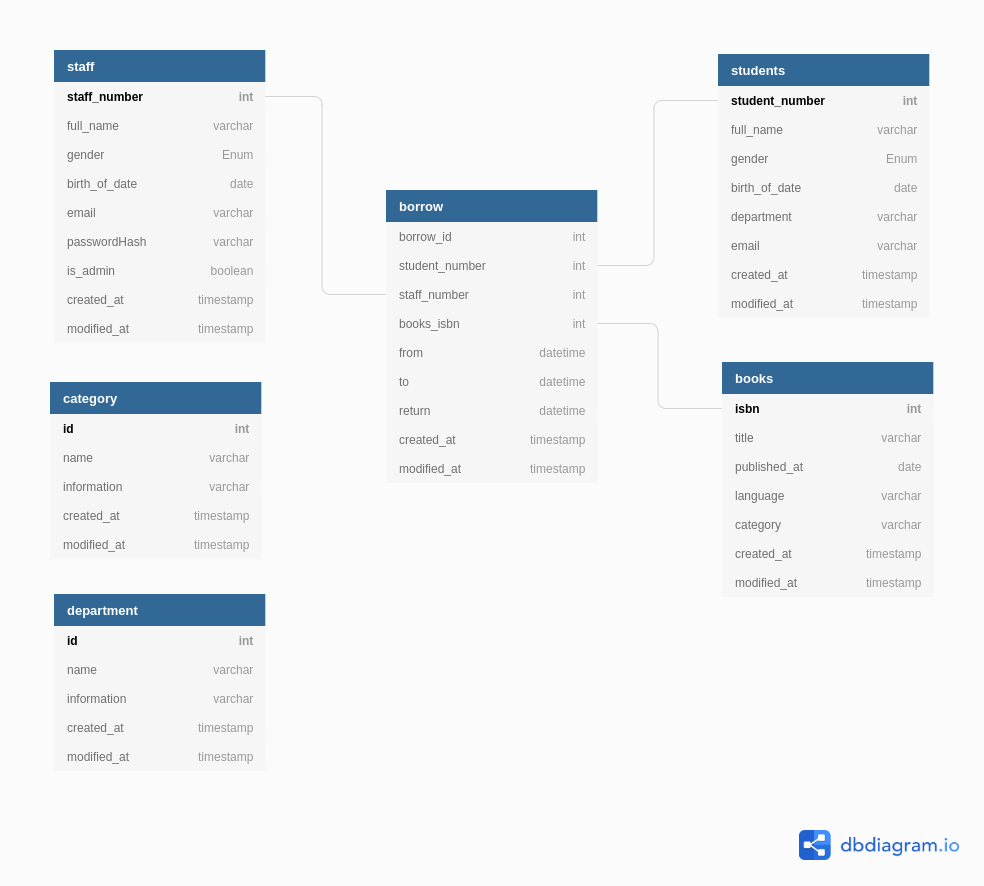 staff
staff_number int
full_name varchar
gender Enum
birth_of_date date
email varchar
passwordHash varchar
is_admin boolean
created_at timestamp
modified_at timestamp
category
id int
name varchar
information varchar
created_at timestamp
modified_at timestamp
department
id int
name varchar
information varchar
created_at timestamp
modified_at timestamp
borrow
borrow_id int
student_number int
staff_number int
books_isbn int
from datetime
to datetime
return datetime
created_at timestamp
modified_at timestamp
students
student_number int
full_name varchar
gender Enum
birth_of_date date
department varchar
email varchar
created_at timestamp
modified_at timestamp
books
isbn int
title varchar
published_at date
language varchar
category varchar
created_at timestamp
modified_at timestamp
dbdiagram.io